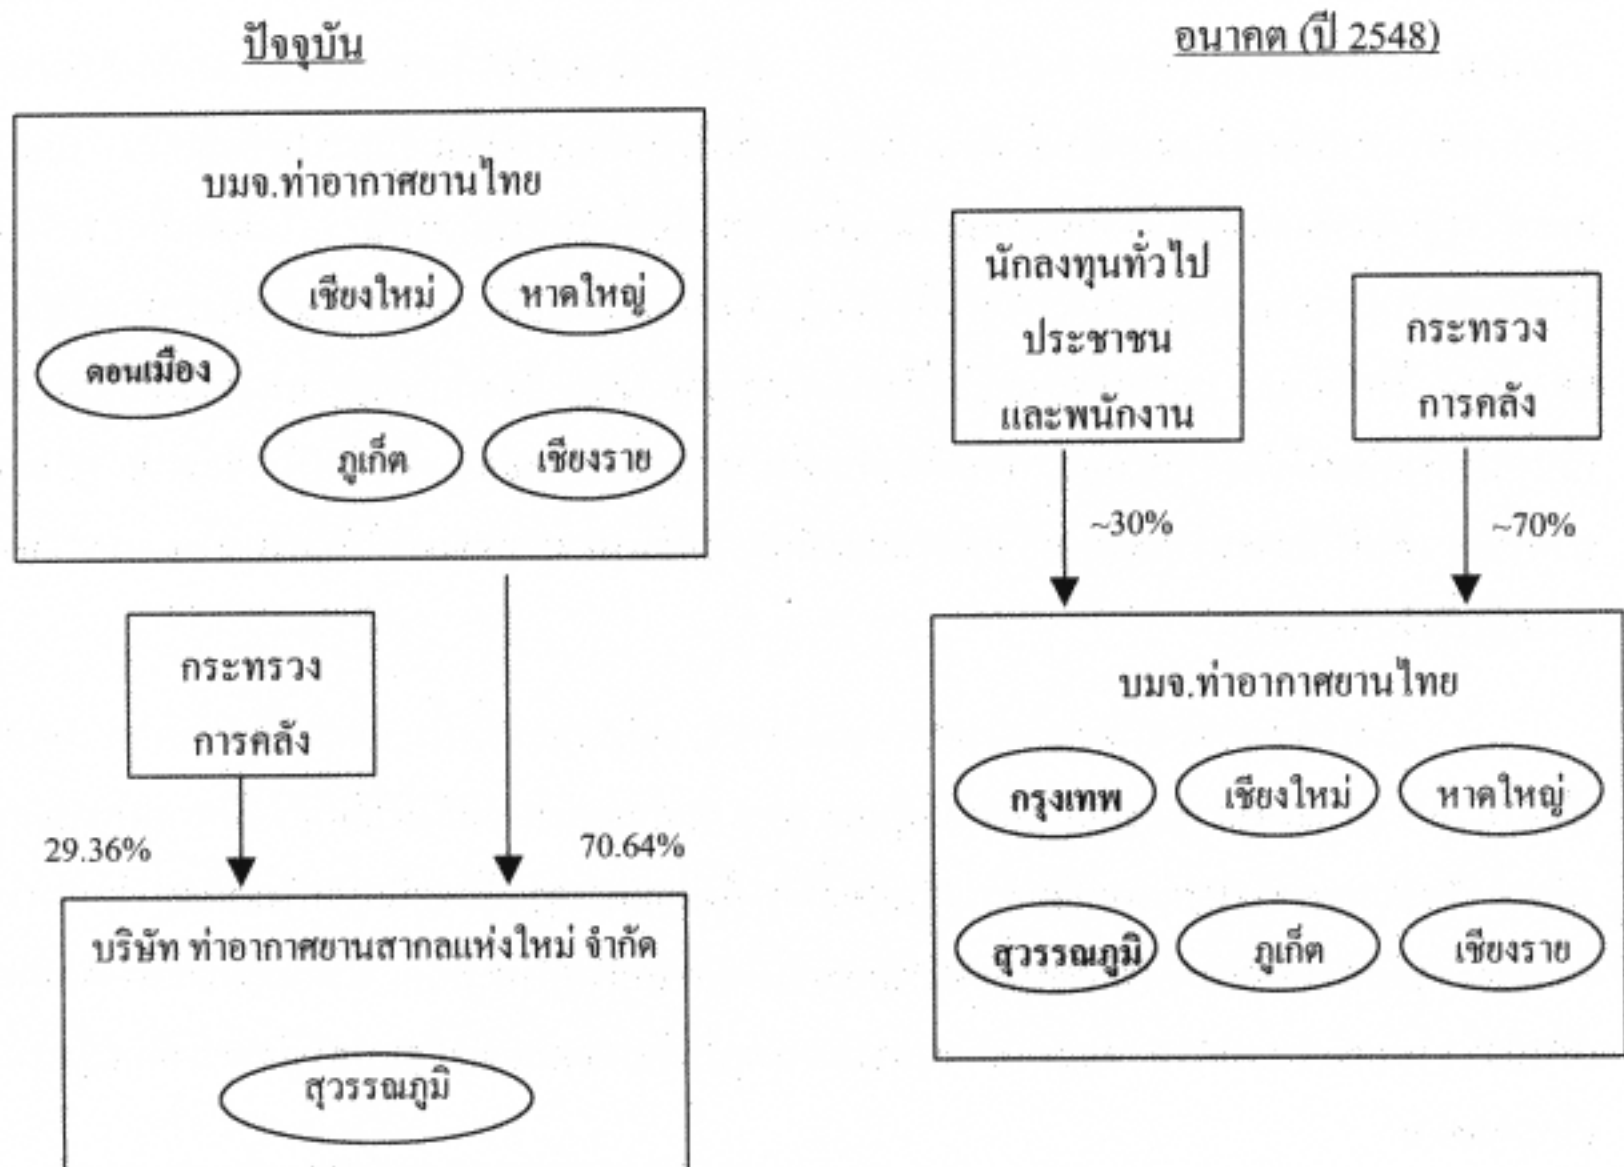 ปัจจุบัน
บมจ.ท่าอากาศยานไทย
เชียงใหม่
หาดใหญ่
ดอนเมือง
ภูเก็ต
เชียงราย
กระทรวง
การคลัง
29.36%
70.64%
บริษัท ท่าอากาศยานสากลแห่งใหม่ จำกัด
สุวรรณภูมิ
อนาคต (ปี 2548)
นักลงทุนทั่วไป
ประชาชน
และพนักงาน
กระทรวง
การคลัง
~30%
~70%
บมจ.ท่าอากาศยานไทย
กรุงเทพ
เชียงใหม่
หาดใหญ่
สุวรรณภูมิ
ภูเก็ต
เชียงราย